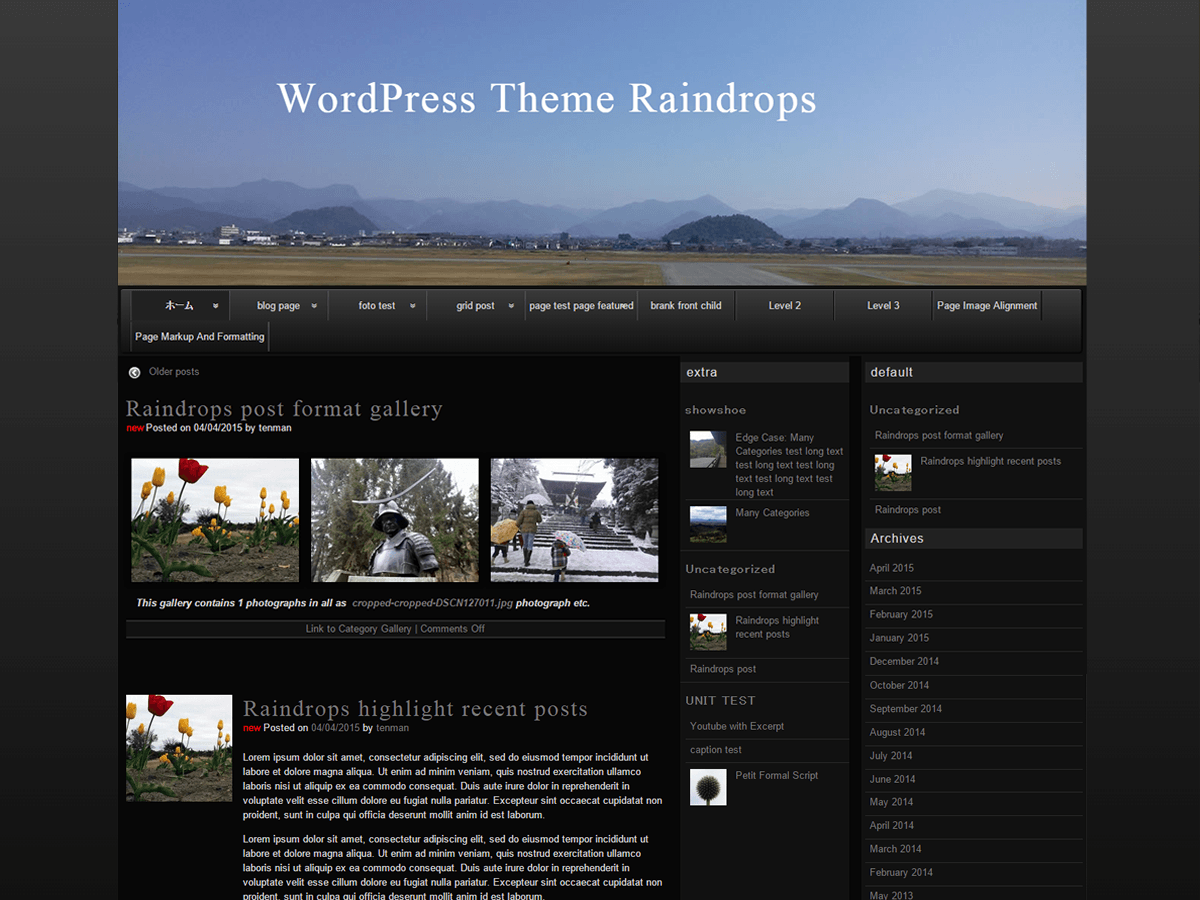 WordPress Theme Raindrops
ホーム
blog page
foto test
grid post
page test page featured
brank front child
Level 2
Level 3
Page Image Alignment
Page Markup And Formatting
Older posts
Raindrops post format gallery
new Posted on 04/04/2015 by tenman
This gallery contains 1 photographs in all as cropped-cropped-DSCN127011.jpg photograph etc.
Link to Category Gallery | Comments Off
Raindrops highlight recent posts
new Posted on 04/04/2015 by tenman
Lorem ipsum dolor sit amet, consectetur adipiscing elit, sed do eiusmod tempor incididunt ut
labore et dolore magna aliqua. Ut enim ad minim veniam, quis nostrud exercitation ullamco
laboris nisi ut aliquip ex ea commodo consequat. Duis aute irure dolor in reprehenderit in
voluptate velit esse cillum dolore eu fugiat nulla pariatur. Excepteur sint occaecat cupidatat non
proident, sunt in culpa qui officia deserunt mollit anim id est laborum.
Lorem ipsum dolor sit amet, consectetur adipiscing elit, sed do eiusmod tempor incididunt ut
labore et dolore magna aliqua. Ut enim ad minim veniam, quis nostrud exercitation ullamco
laboris nisi ut aliquip ex ea commodo consequat. Duis aute irure dolor in reprehenderit in
voluptate velit esse cillum dolore eu fugiat nulla pariatur. Excepteur sint occaecat cupidatat non
proident, sunt in culpa qui officia deserunt mollit anim id est laborum.
extra
showshoe
Edge Case: Many
Categories test long text
test long text test long
text test long text test
long text
Many Categories
Uncategorized
Raindrops post format gallery
Raindrops highlight
recent posts
Raindrops post
UNIT TEST
Youtube with Excerpt
caption test
Petit Formal Script
default
Uncategorized
Raindrops post format gallery
Raindrops highlight recent posts
Raindrops post
Archives
April 2015
March 2015
February 2015
January 2015
December 2014
October 2014
September 2014
August 2014
July 2014
June 2014
May 2014
April 2014
March 2014
February 2014
May 2013